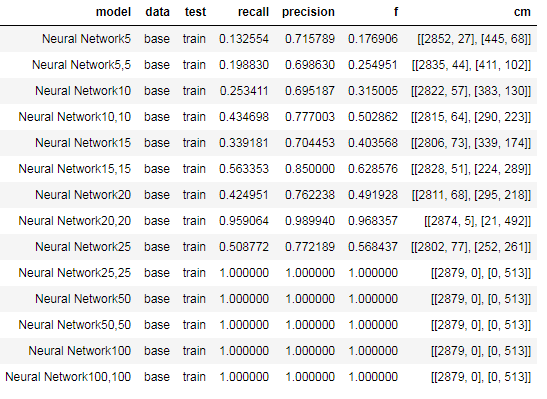 model data test recall precision f cm
Neural Network5 base train 0.132554 0.715789 0.176906 [[2852, 27], [445, 68]]
Neural Network5,5 base train 0.198830 0.698630 0.254951 [[2835, 44], [411, 102]]
Neural Network10 base train 0.253411 0.695187 0.315005 [[2822, 57], [383, 130]]
Neural Network10,10 base train 0.434698 0.777003 0.502862 [[2815, 64], [290, 223]]
Neural Network15 base train 0.339181 0.704453 0.403568 [[2806, 73], [339, 174]]
Neural Network15,15 base train 0.563353 0.850000 0.628576 [[2828, 51], [224, 289]]
Neural Network20 base train 0.424951 0.762238 0.491928 [[2811, 68], [295, 218]]
Neural Network20,20 base train 0.959064 0.989940 0.968357 [[2874, 5], [21, 492]]
Neural Network25 base train 0.508772 0.772189 0.568437 [[2802, 77], [252, 261]]
Neural Network25,25 base train 1.000000 1.000000 1.000000 [[2879, 0], [0, 513]]
Neural Network50 base train 1.000000 1.000000 1.000000 [[2879, 0], [0, 513]]
Neural Network50,50 base train 1.000000 1.000000 1.000000 [[2879, 0], [0, 513]]
Neural Network100 base train 1.000000 1.000000 1.000000 [[2879, 0], [0, 513]]
Neural Network100,100 base train 1.000000 1.000000 1.000000 [[2879, 0], [0, 513]]